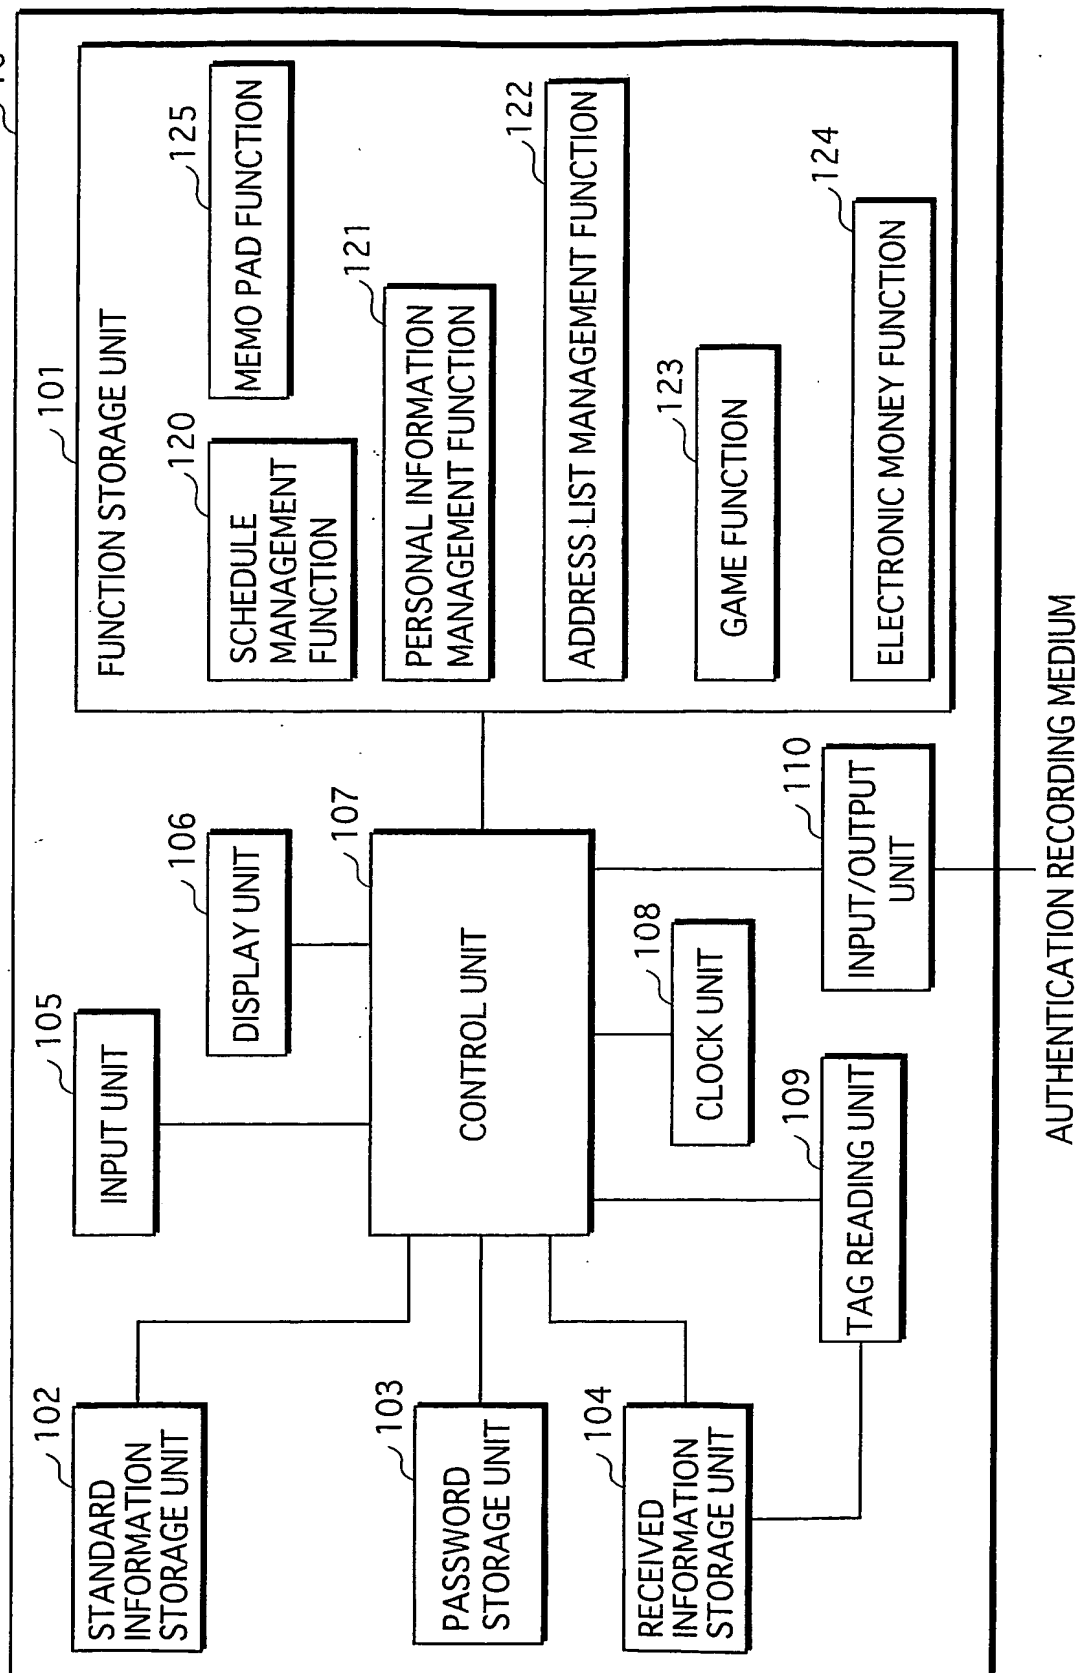 10
101
FUNCTION STORAGE UNIT
120
SCHEDULE
MANAGEMENT
FUNCTION
125
MEMO PAD FUNCTION
121
PERSONAL INFORMATION
MANAGEMENT FUNCTION
122
ADDRESS LIST MANAGEMENT FUNCTION
123
GAME FUNCTION
124
ELECTRONIC MONEY FUNCTION
102
STANDARD
INFORMATION
STORAGE UNIT
103
PASSWORD
STORAGE UNIT
104
RECEIVED
INFORMATION
STORAGE UNIT
105
INPUT UNIT
106
DISPLAY UNIT
107
CONTROL UNIT
108
CLOCK UNIT
109
TAG READING UNIT
110
INPUT/OUTPUT
UNIT
AUTHENTICATION RECORDING MEDIUM